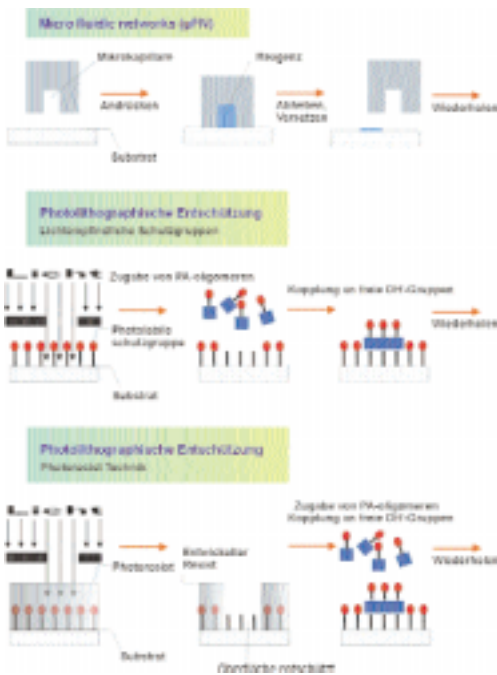 Micro fluidic networks (µFN)
Mikrokapillare
Reagenz
Andrücken
Abheben,
Vernetzen
Wiederholen
Substrat
Photolithographische Entschützung
Lichtempfindliche Schutzgruppen
Zugabe von PA-oligomeren
Kopplung an freie OH-Gruppen
Photolabile
schutzgruppe
Wiederholen
Substrat
Photolithographische Entschützung
Photoresist Technik
Zugabe von PA-oligomeren
Kopplung an freie OH-Gruppen
Entwickelter
Resist
Photoresist
Wiederholen
Substrat
Oberfläche entschützt